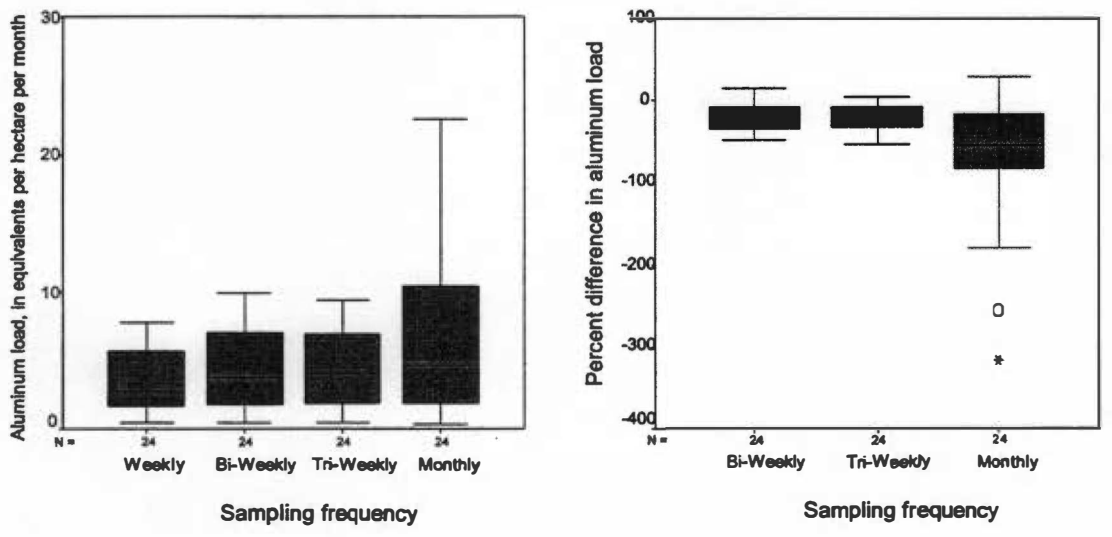 Aluminum load, in equivalents per hectare per month
30
20
10
0
N = 24 24 24 24
Weekly Bi-Weekly Tri-Weekly Monthly
Sampling frequency
Percent difference in aluminum load
100
0
-100
-200
-300
-400
N = 24 24 24
Bi-Weekly Tri-Weekly Monthly
Sampling frequency